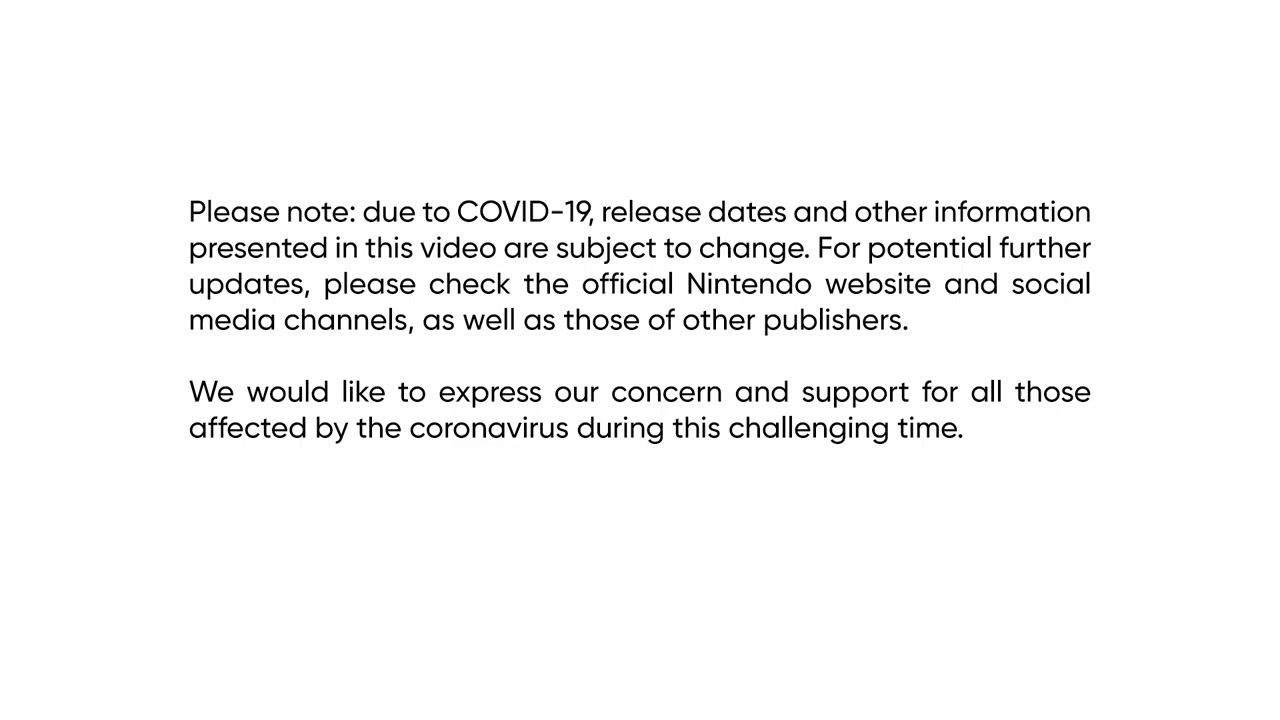 Please note: due to COVID-19, release dates and other information
presented in this video are subject to change. For potential further
updates, please check the official Nintendo website and social
media channels, as well as those of other publishers.
We would like to express our concern and support for all those
affected by the coronavirus during this challenging time.